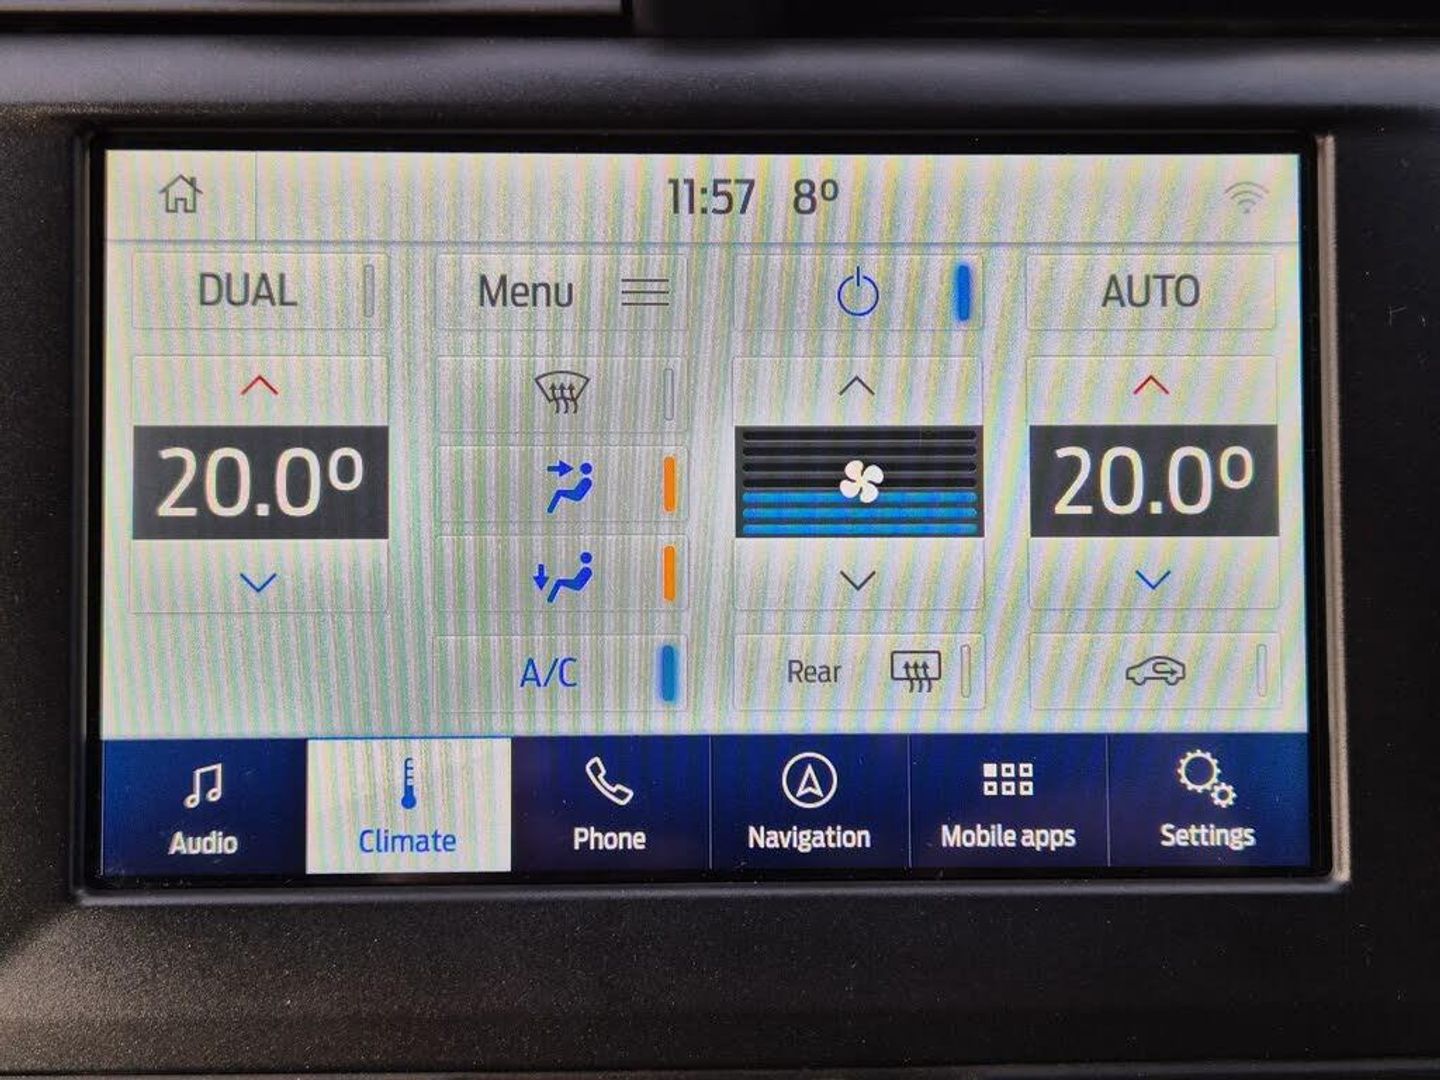 11:57 8º
DUAL
Menu
AUTO
20.0º
20.0º
A/C
Rear
Audio
Climate
Phone
Navigation
Mobile apps
Settings